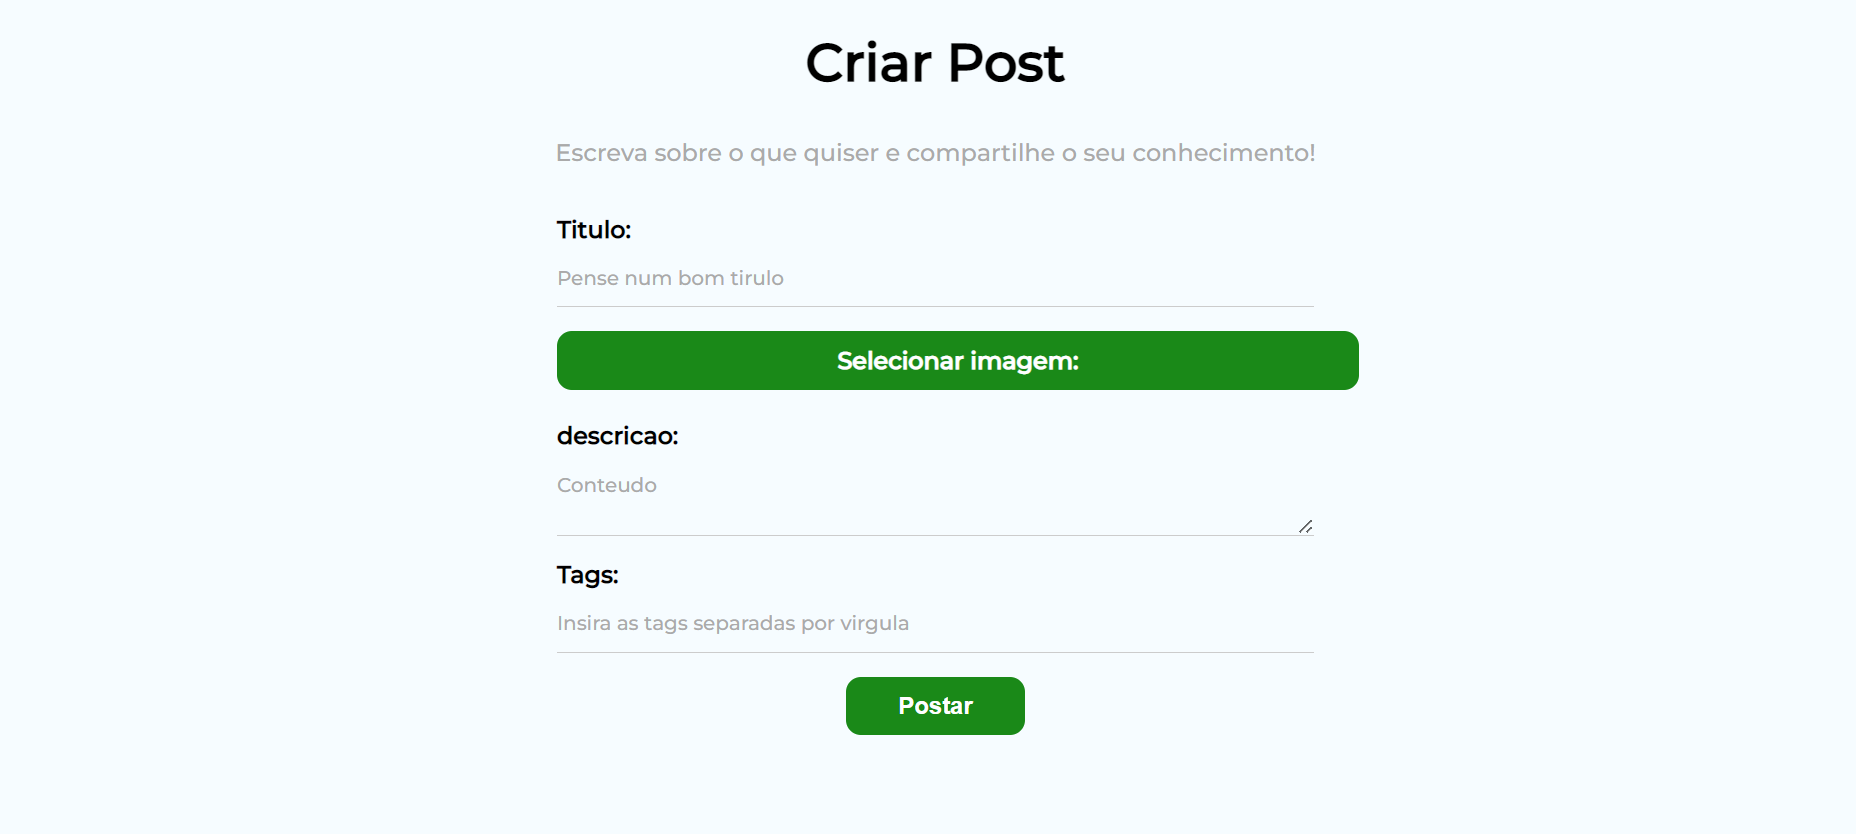 Criar Post
Escreva sobre o que quiser e compartilhe o seu conhecimento!
Titulo:
Pense num bom tirulo
Selecionar imagem:
descricao:
Conteudo
Tags:
Insira as tags separadas por virgula
Postar